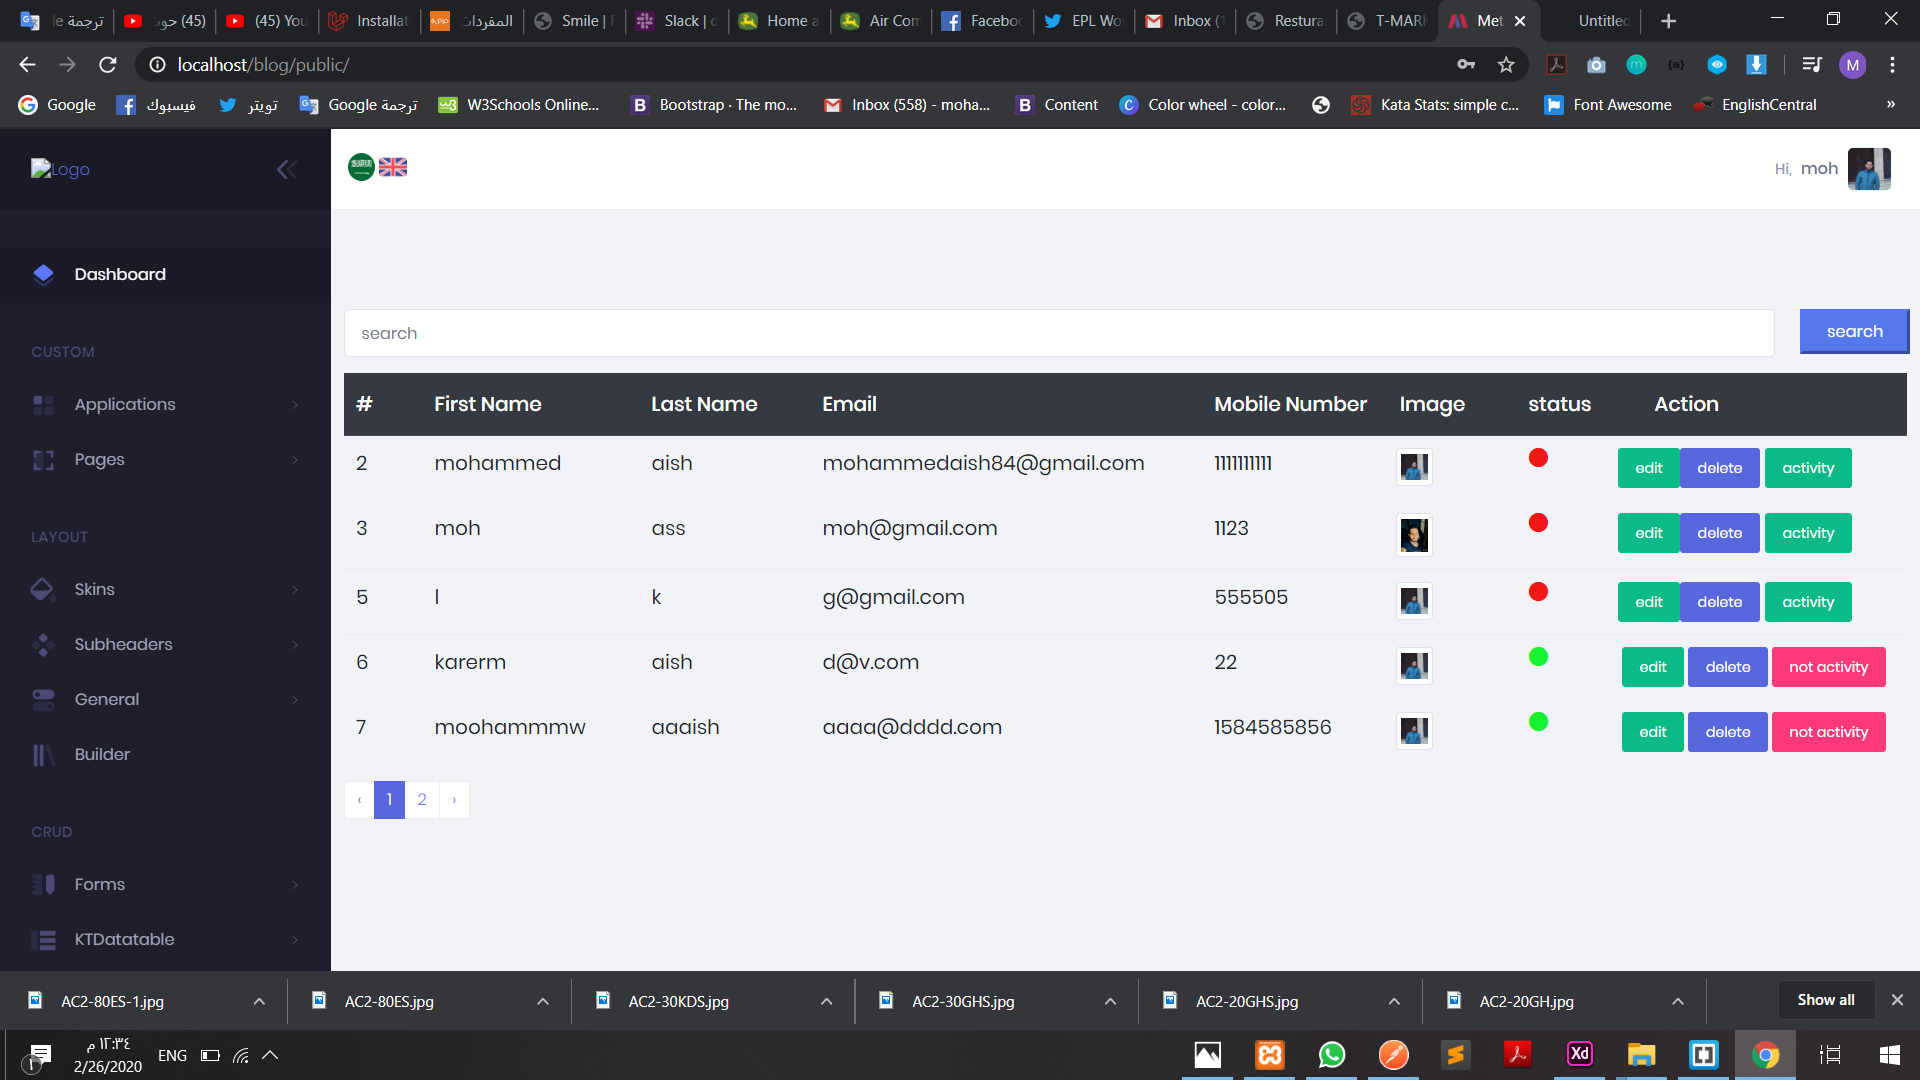 ترجمة le
(45) حوت
(45) You
Installat
المفردات
Smile | F
Slack | d
Home a
Air Com
Facebo
EPL Wo
Inbox (1
Restura
T-MARK
Met
Untitled
localhost/blog/public/
M
Google
فيسبوك
تويتر
ترجمة Google
W3Schools Online...
Bootstrap · The mo...
Inbox (558) - moha...
Content
Color wheel - color...
Kata Stats: simple c...
Font Awesome
EnglishCentral
»
Logo
Hi, moh
Dashboard
CUSTOM
Applications
Pages
LAYOUT
Skins
Subheaders
General
Builder
CRUD
Forms
KTDatatable
search
search
# First Name Last Name Email Mobile Number Image status Action
2 mohammed aish mohammedaish84@gmail.com 1111111111 edit delete activity
3 moh ass moh@gmail.com 1123 edit delete activity
5 l k g@gmail.com 555505 edit delete activity
6 karerm aish d@v.com 22 edit delete not activity
7 moohammmw aaaish aaaa@dddd.com 1584585856 edit delete not activity
‹ 1 2 ›
AC2-80ES-1.jpg
AC2-80ES.jpg
AC2-30KDS.jpg
AC2-30GHS.jpg
AC2-20GHS.jpg
AC2-20GH.jpg
Show all
١
١٢:٣٤ م
2/26/2020
ENG
Xd